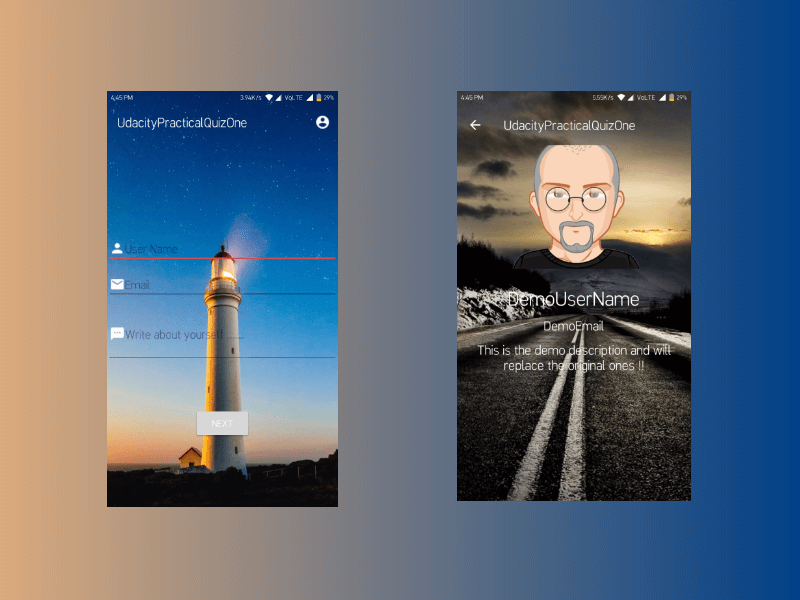 4:45 PM 3.94K/s VoLTE 29%
UdacityPracticalQuizOne
User Name
Email
Write about yourself ......
NEXT
4:45 PM 5.55K/s VoLTE 29%
UdacityPracticalQuizOne
DemoUserName
DemoEmail
This is the demo description and will
replace the original ones !!